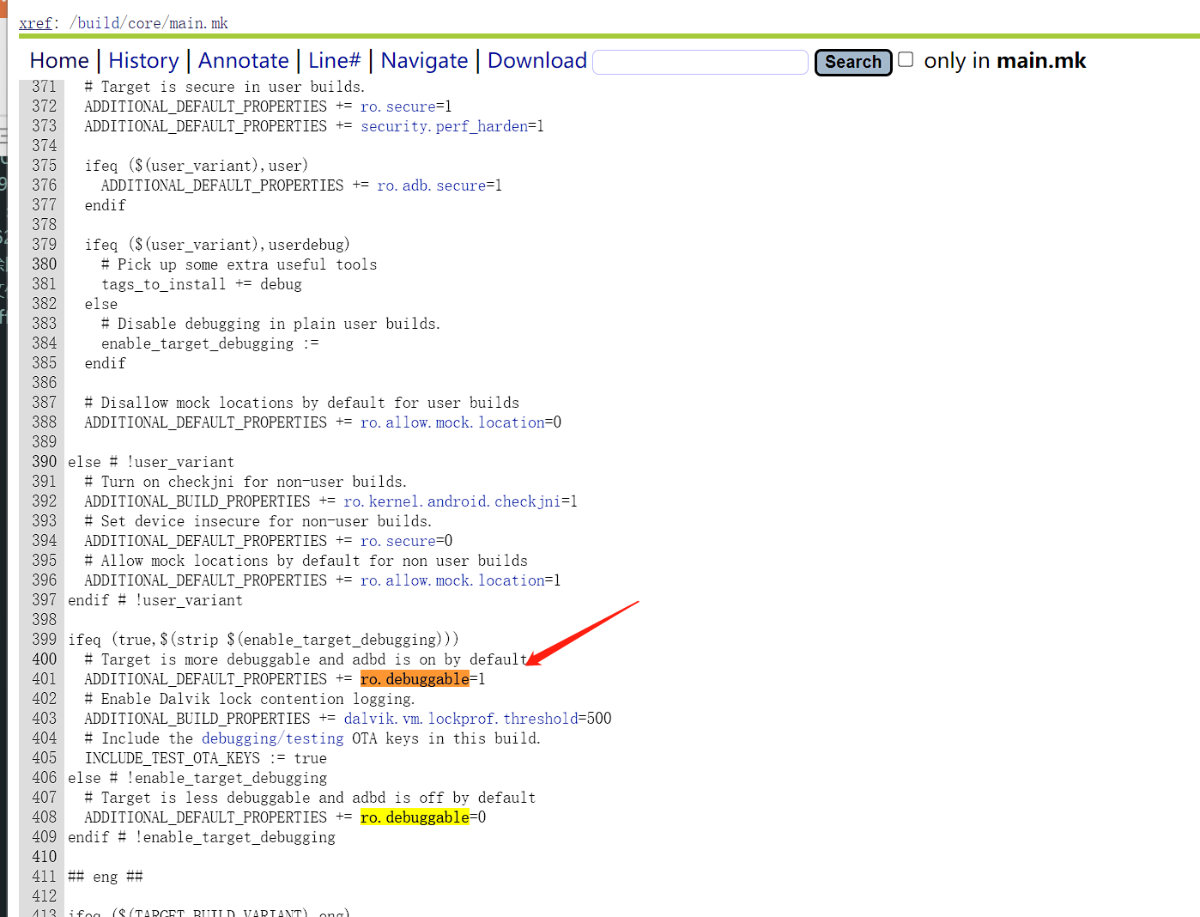 xref: /build/core/main.mk
Home | History | Annotate | Line# | Navigate | Download Search only in main.mk
371 # Target is secure in user builds.
372 ADDITIONAL_DEFAULT_PROPERTIES += ro.secure=1
373 ADDITIONAL_DEFAULT_PROPERTIES += security.perf_harden=1
374
375 ifeq ($(user_variant),user)
376 ADDITIONAL_DEFAULT_PROPERTIES += ro.adb.secure=1
377 endif
378
379 ifeq ($(user_variant),userdebug)
380 # Pick up some extra useful tools
381 tags_to_install += debug
382 else
383 # Disable debugging in plain user builds.
384 enable_target_debugging :=
385 endif
386
387 # Disallow mock locations by default for user builds
388 ADDITIONAL_DEFAULT_PROPERTIES += ro.allow.mock.location=0
389
390 else # !user_variant
391 # Turn on checkjni for non-user builds.
392 ADDITIONAL_BUILD_PROPERTIES += ro.kernel.android.checkjni=1
393 # Set device insecure for non-user builds.
394 ADDITIONAL_DEFAULT_PROPERTIES += ro.secure=0
395 # Allow mock locations by default for non user builds
396 ADDITIONAL_DEFAULT_PROPERTIES += ro.allow.mock.location=1
397 endif # !user_variant
398
399 ifeq (true,$(strip $(enable_target_debugging)))
400 # Target is more debuggable and adbd is on by default
401 ADDITIONAL_DEFAULT_PROPERTIES += ro.debuggable=1
402 # Enable Dalvik lock contention logging.
403 ADDITIONAL_BUILD_PROPERTIES += dalvik.vm.lockprof.threshold=500
404 # Include the debugging/testing OTA keys in this build.
405 INCLUDE_TEST_OTA_KEYS := true
406 else # !enable_target_debugging
407 # Target is less debuggable and adbd is off by default
408 ADDITIONAL_DEFAULT_PROPERTIES += ro.debuggable=0
409 endif # !enable_target_debugging
410
411 ## eng ##
412
413 ifeq ($(TARGET_BUILD_VARIANT),eng)